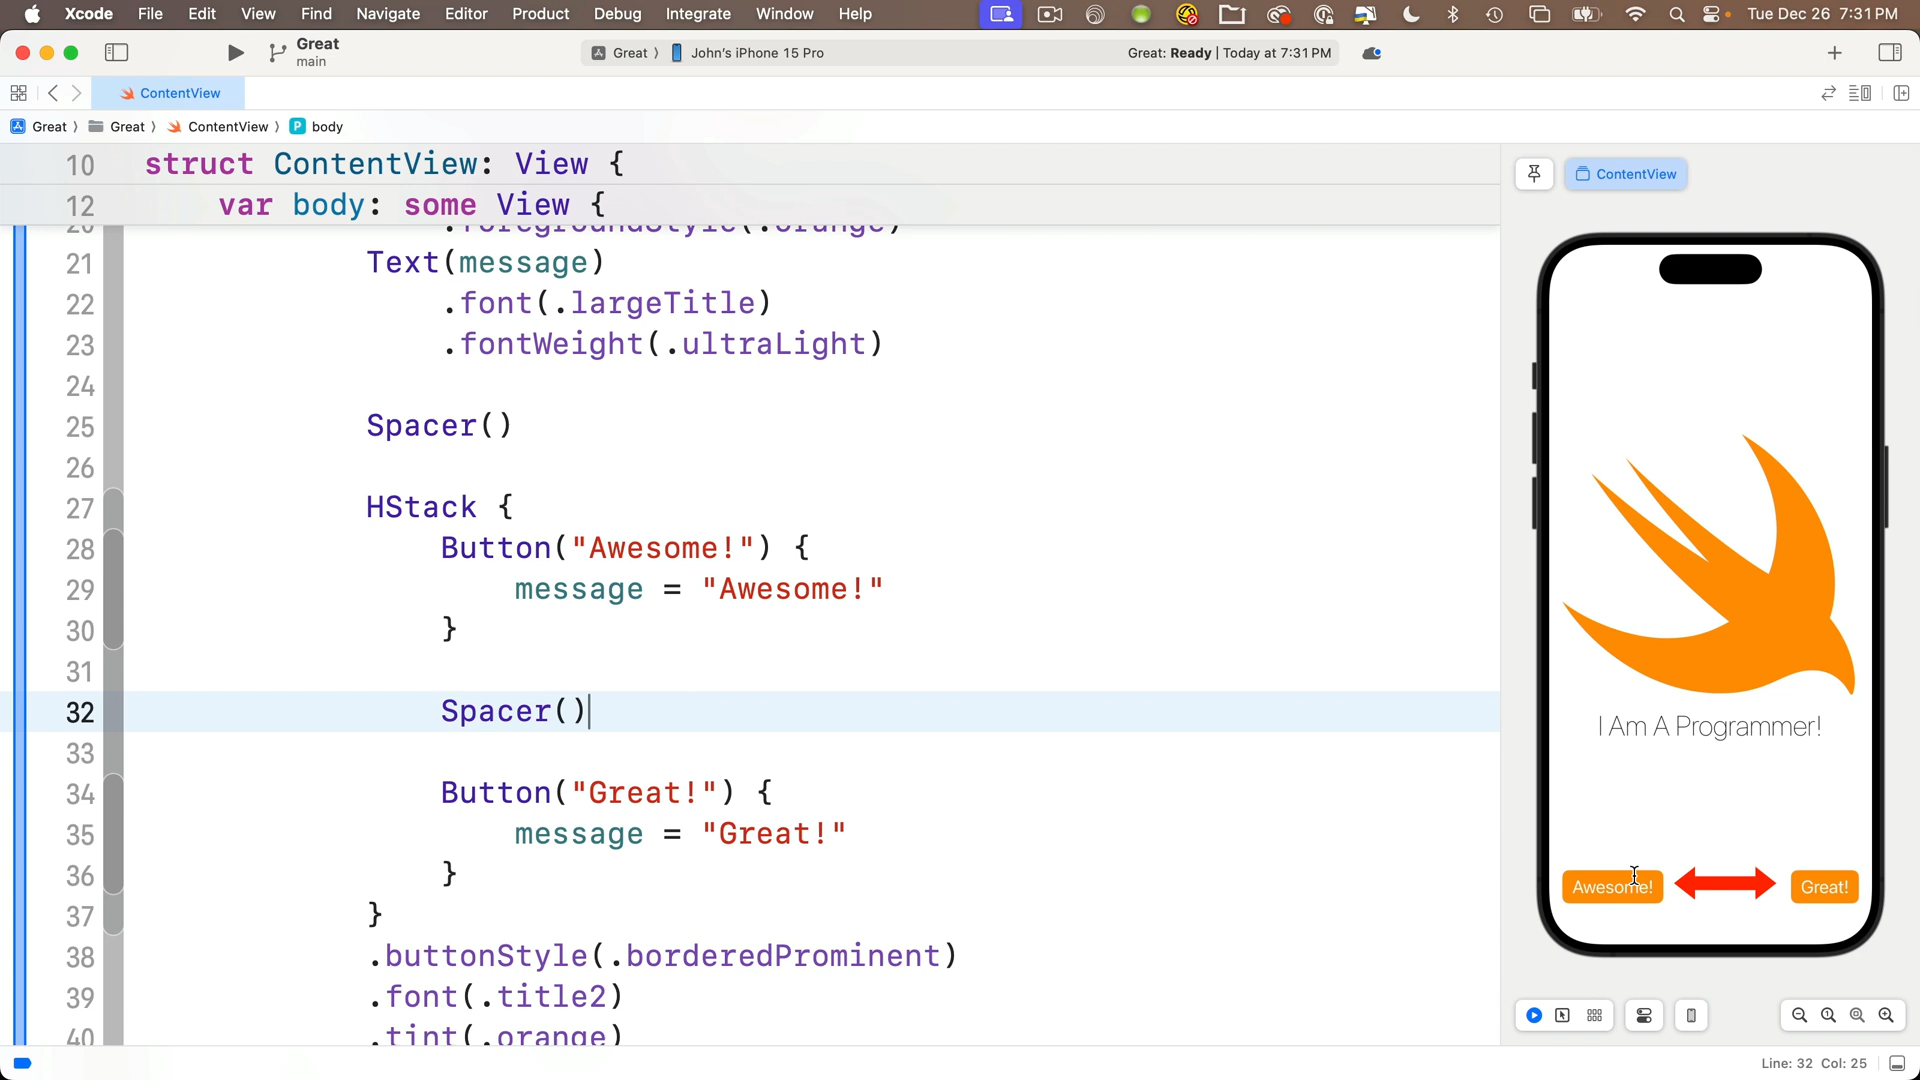 Xcode File Edit View Find Navigate Editor Product Debug Integrate Window Help Tue Dec 26 7:31 PM
Great
main
Great John's iPhone 15 Pro Great: Ready | Today at 7:31 PM
ContentView
Great Great ContentView P body
10 struct ContentView: View {
12 var body: some View {
20 .foregroundStyle(.orange)
21 Text(message)
22 .font(.largeTitle)
23 .fontWeight(.ultraLight)
24
25 Spacer()
26
27 HStack {
28 Button("Awesome!") {
29 message = "Awesome!"
30 }
31
32 Spacer()
33
34 Button("Great!") {
35 message = "Great!"
36 }
37 }
38 .buttonStyle(.borderedProminent)
39 .font(.title2)
40 .tint(.orange)
ContentView
I Am A Programmer!
Awesome! Great!
Line: 32 Col: 25